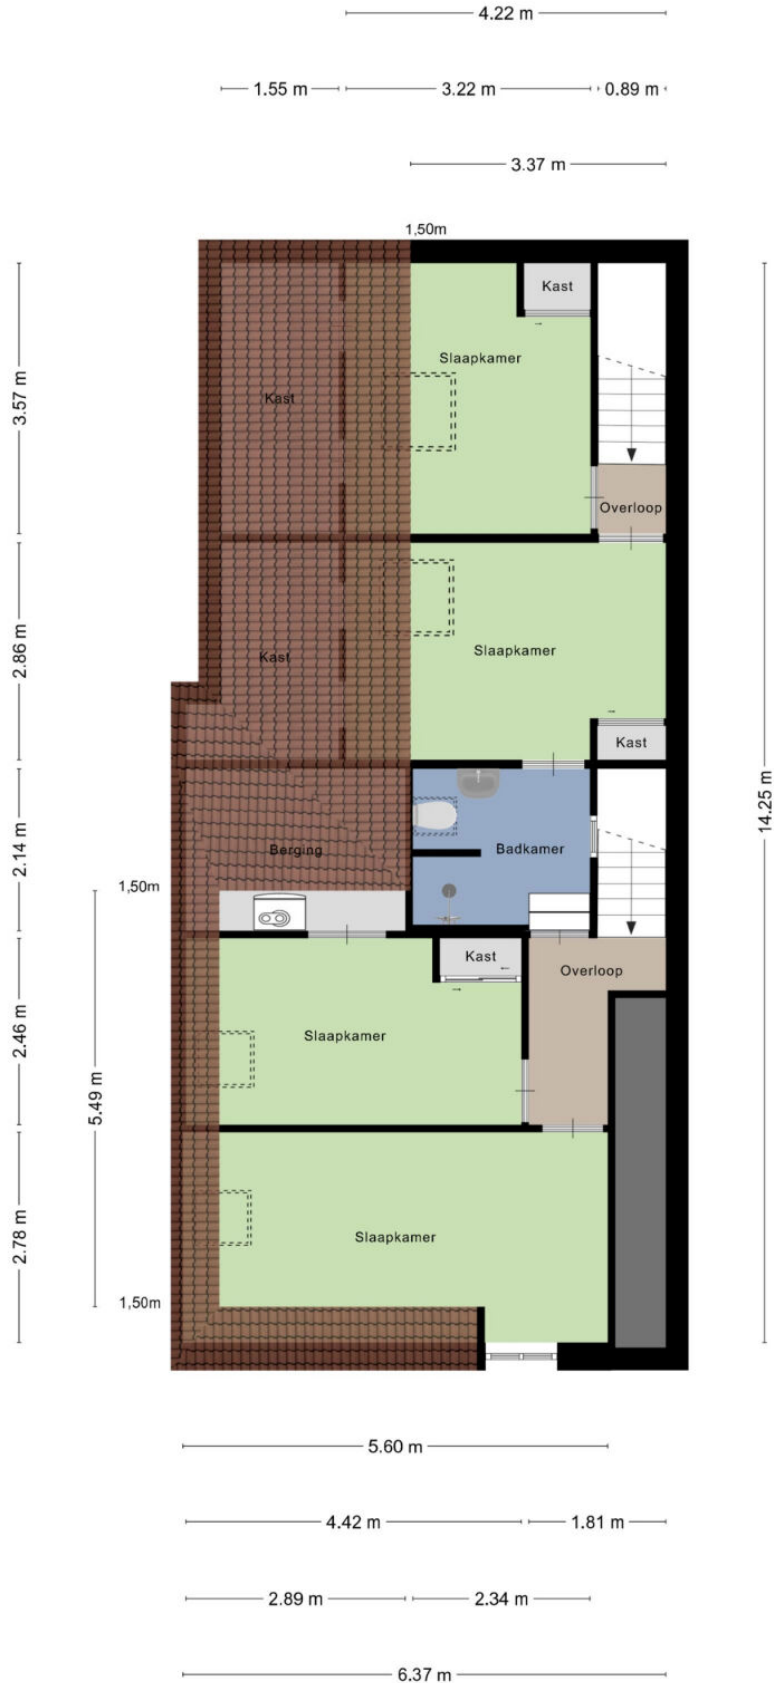 4.22 m
1.55 m
3.22 m
0.89 m
3.37 m
1,50m
Kast
Slaapkamer
3.57 m
Kast
Overloop
2.86 m
Slaapkamer
Kast
Kast
14.25 m
2.14 m
Berging
Badkamer
1,50m
Kast
Overloop
2.46 m
Slaapkamer
5.49 m
2.78 m
Slaapkamer
1,50m
5.60 m
4.42 m
1.81 m
2.89 m
2.34 m
6.37 m